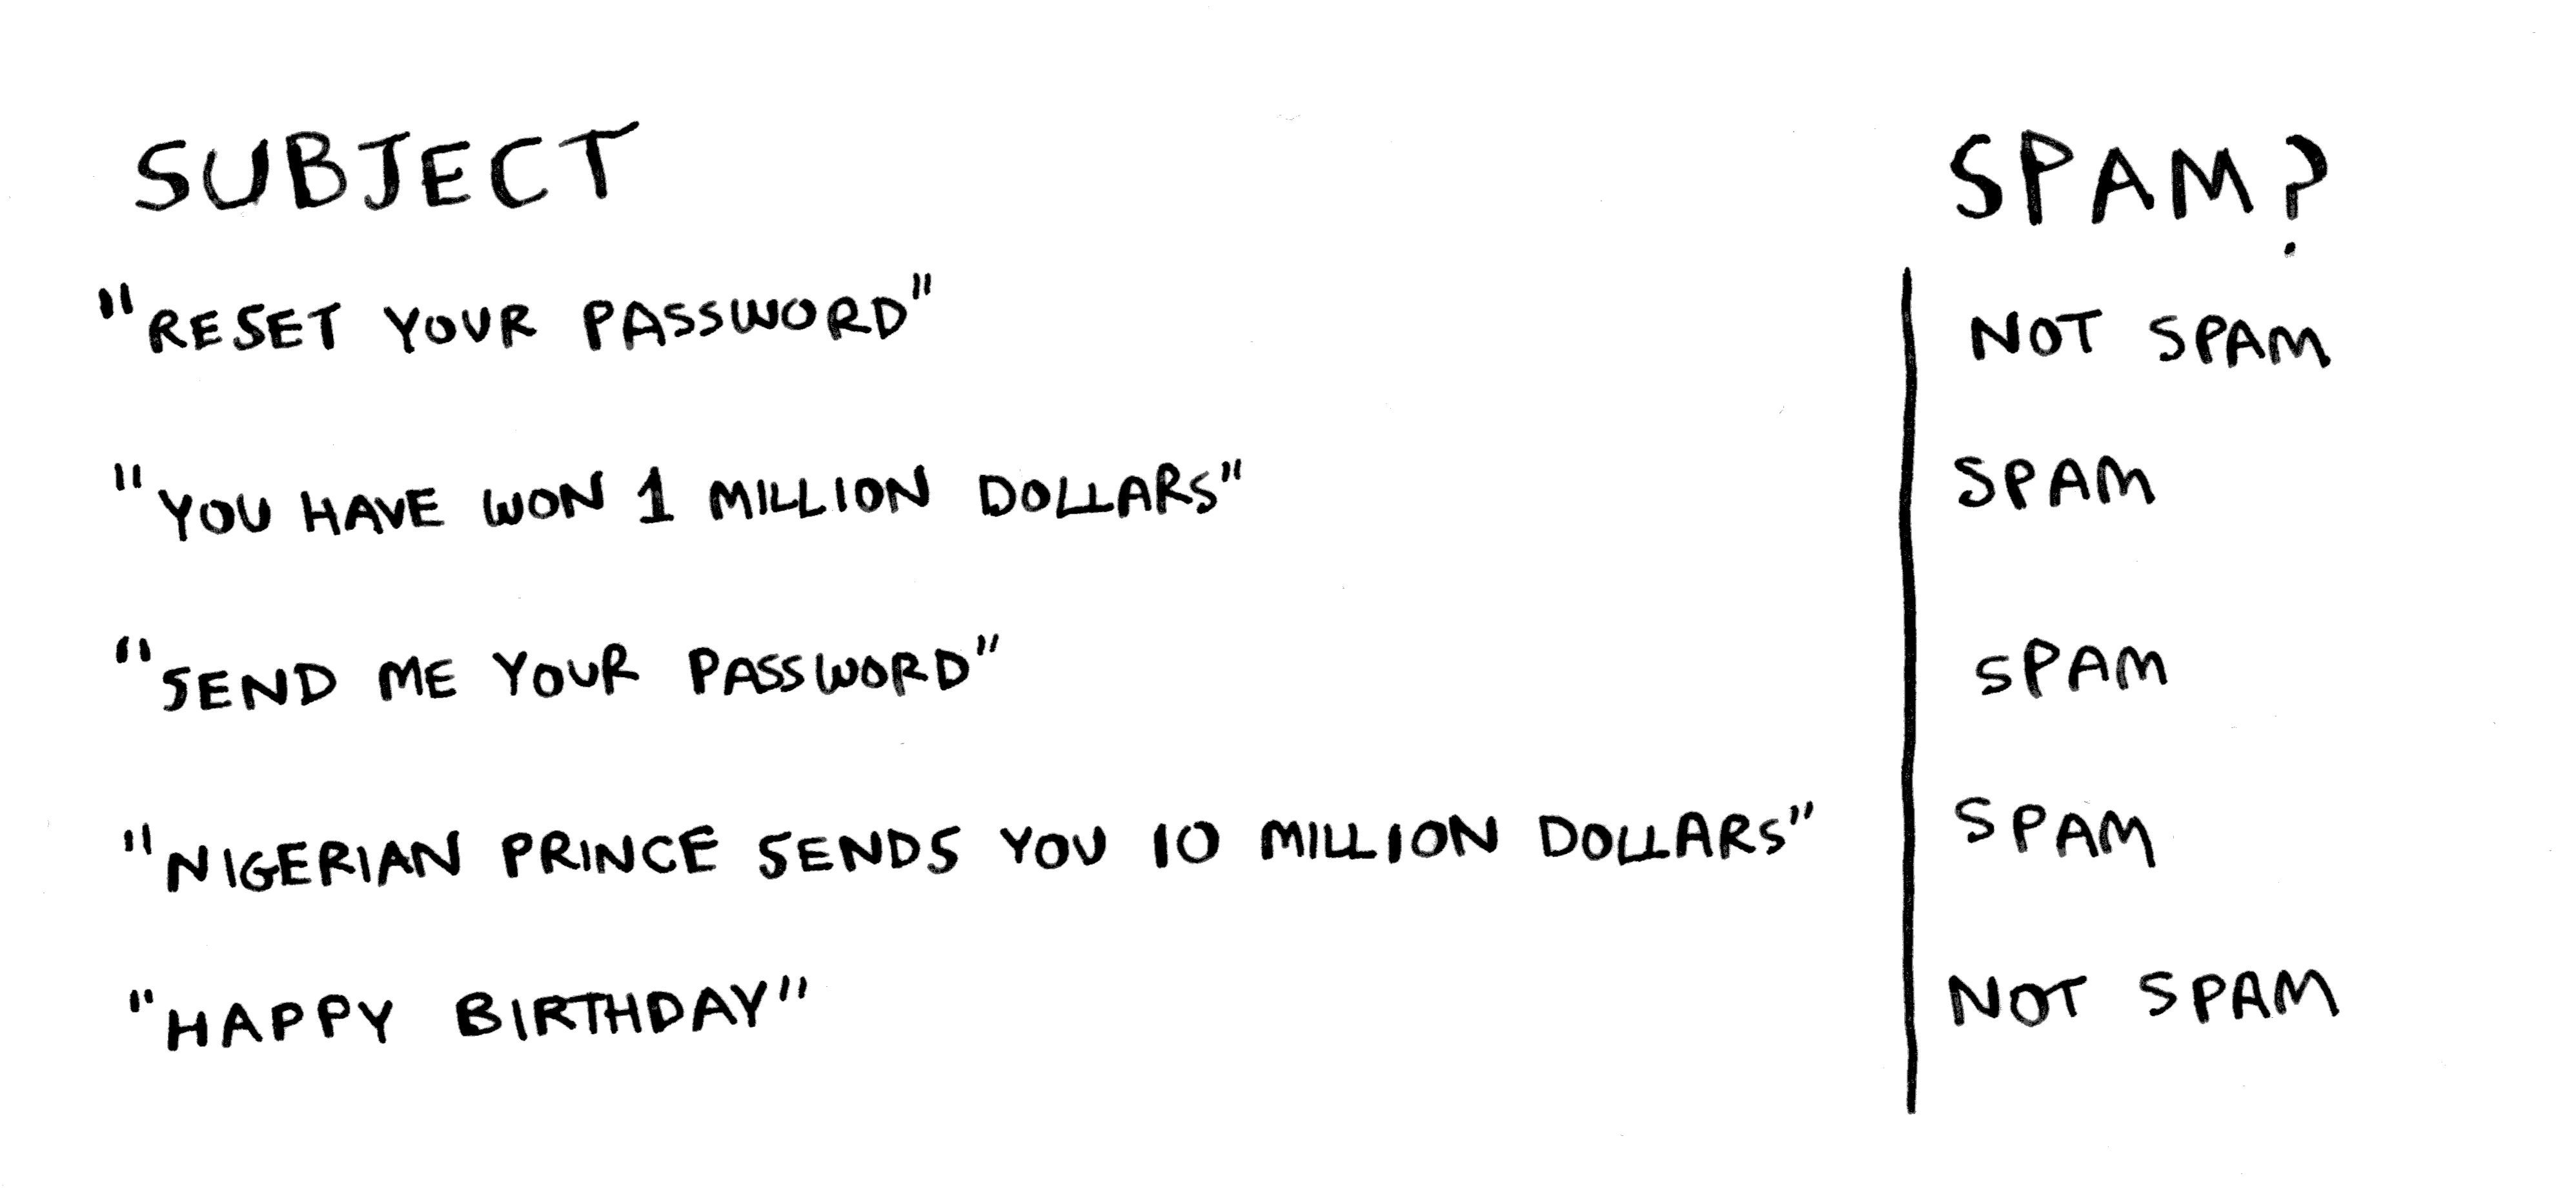 SUBJECT SPAM?
"RESET YOUR PASSWORD" NOT SPAM
"YOU HAVE WON 1 MILLION DOLLARS" SPAM
"SEND ME YOUR PASSWORD" SPAM
"NIGERIAN PRINCE SENDS YOU 10 MILLION DOLLARS" SPAM
"HAPPY BIRTHDAY" NOT SPAM